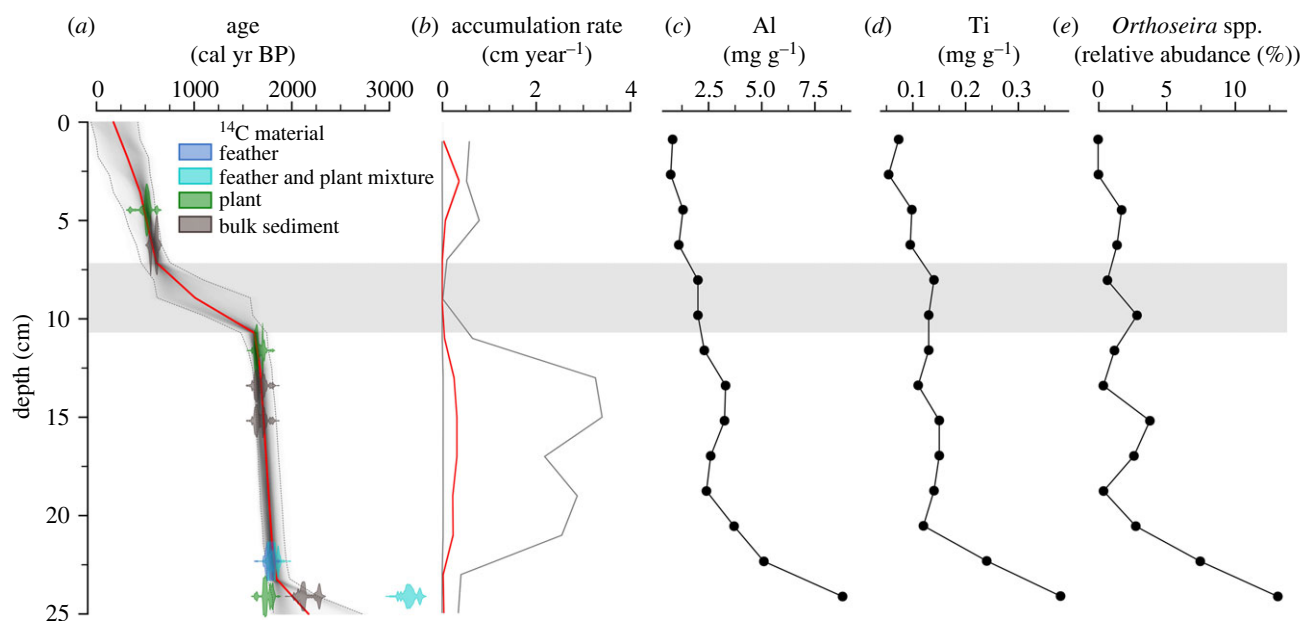 (a) age
(cal yr BP)
0 1000 2000 3000
(b) accumulation rate
(cm year⁻¹)
0 2 4
(c) Al
(mg g⁻¹)
2.5 5.0 7.5
(d) Ti
(mg g⁻¹)
0.1 0.2 0.3
(e) Orthoseira spp.
(relative abudance (%))
0 5 10
¹⁴C material
feather
feather and plant mixture
plant
bulk sediment
depth (cm)
0
5
10
15
20
25